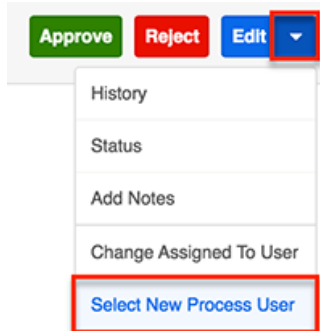 Approve Reject Edit
History
Status
Add Notes
Change Assigned To User
Select New Process User